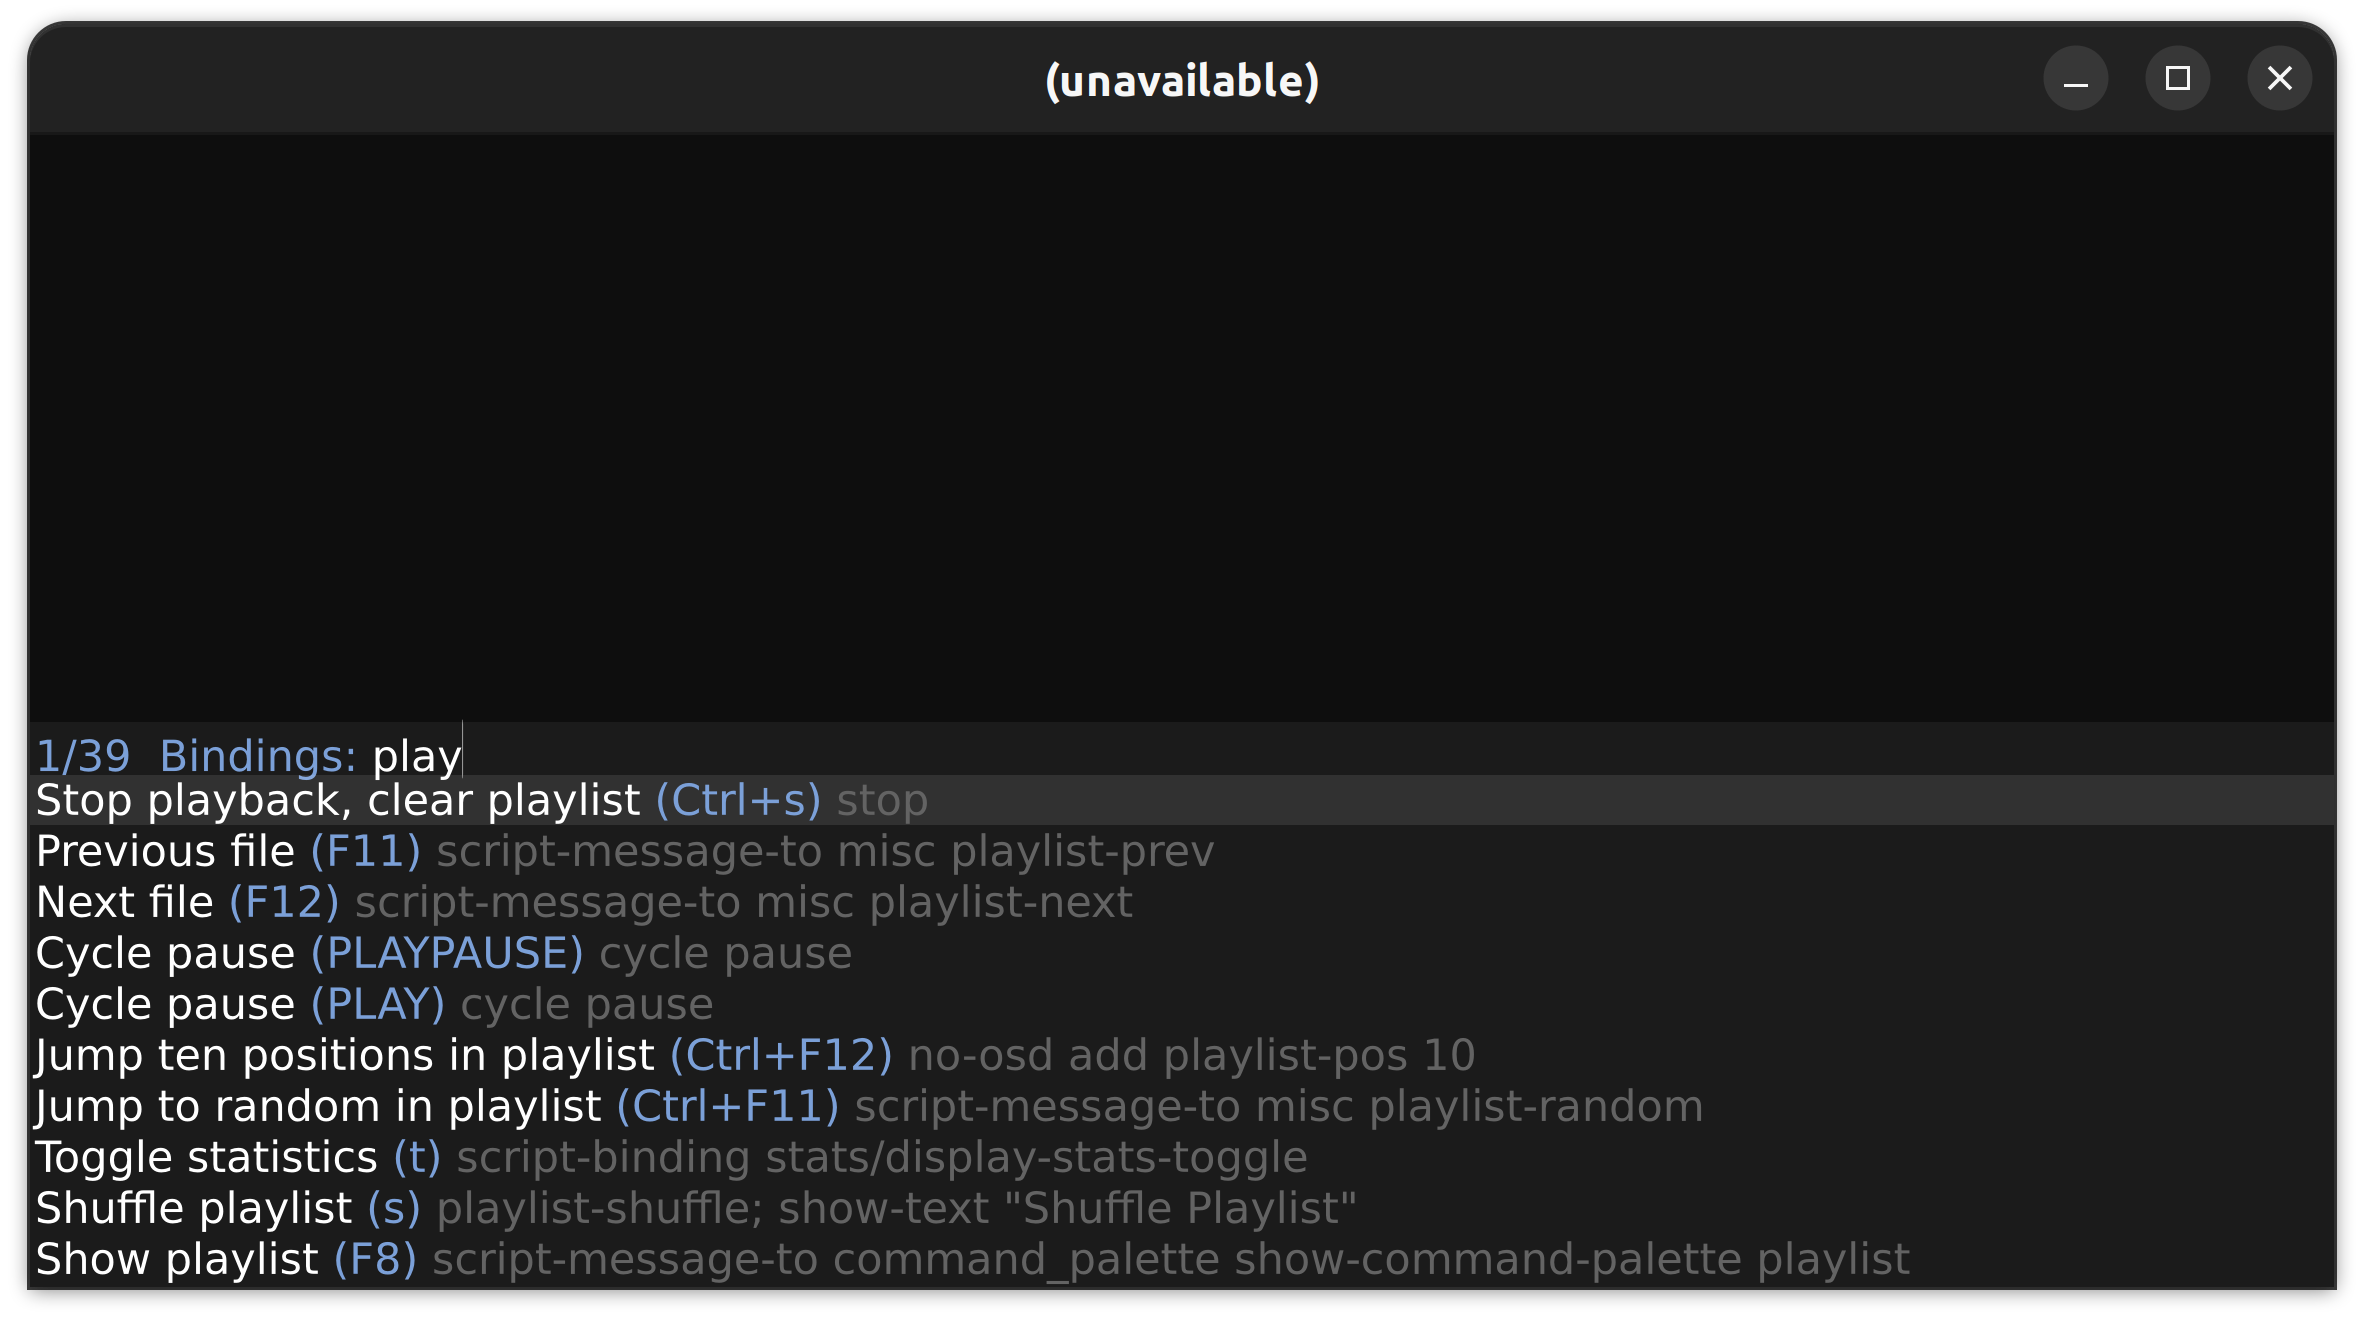 (unavailable)
1/39 Bindings: play
Stop playback, clear playlist (Ctrl+s) stop
Previous file (F11) script-message-to misc playlist-prev
Next file (F12) script-message-to misc playlist-next
Cycle pause (PLAYPAUSE) cycle pause
Cycle pause (PLAY) cycle pause
Jump ten positions in playlist (Ctrl+F12) no-osd add playlist-pos 10
Jump to random in playlist (Ctrl+F11) script-message-to misc playlist-random
Toggle statistics (t) script-binding stats/display-stats-toggle
Shuffle playlist (s) playlist-shuffle; show-text "Shuffle Playlist"
Show playlist (F8) script-message-to command_palette show-command-palette playlist